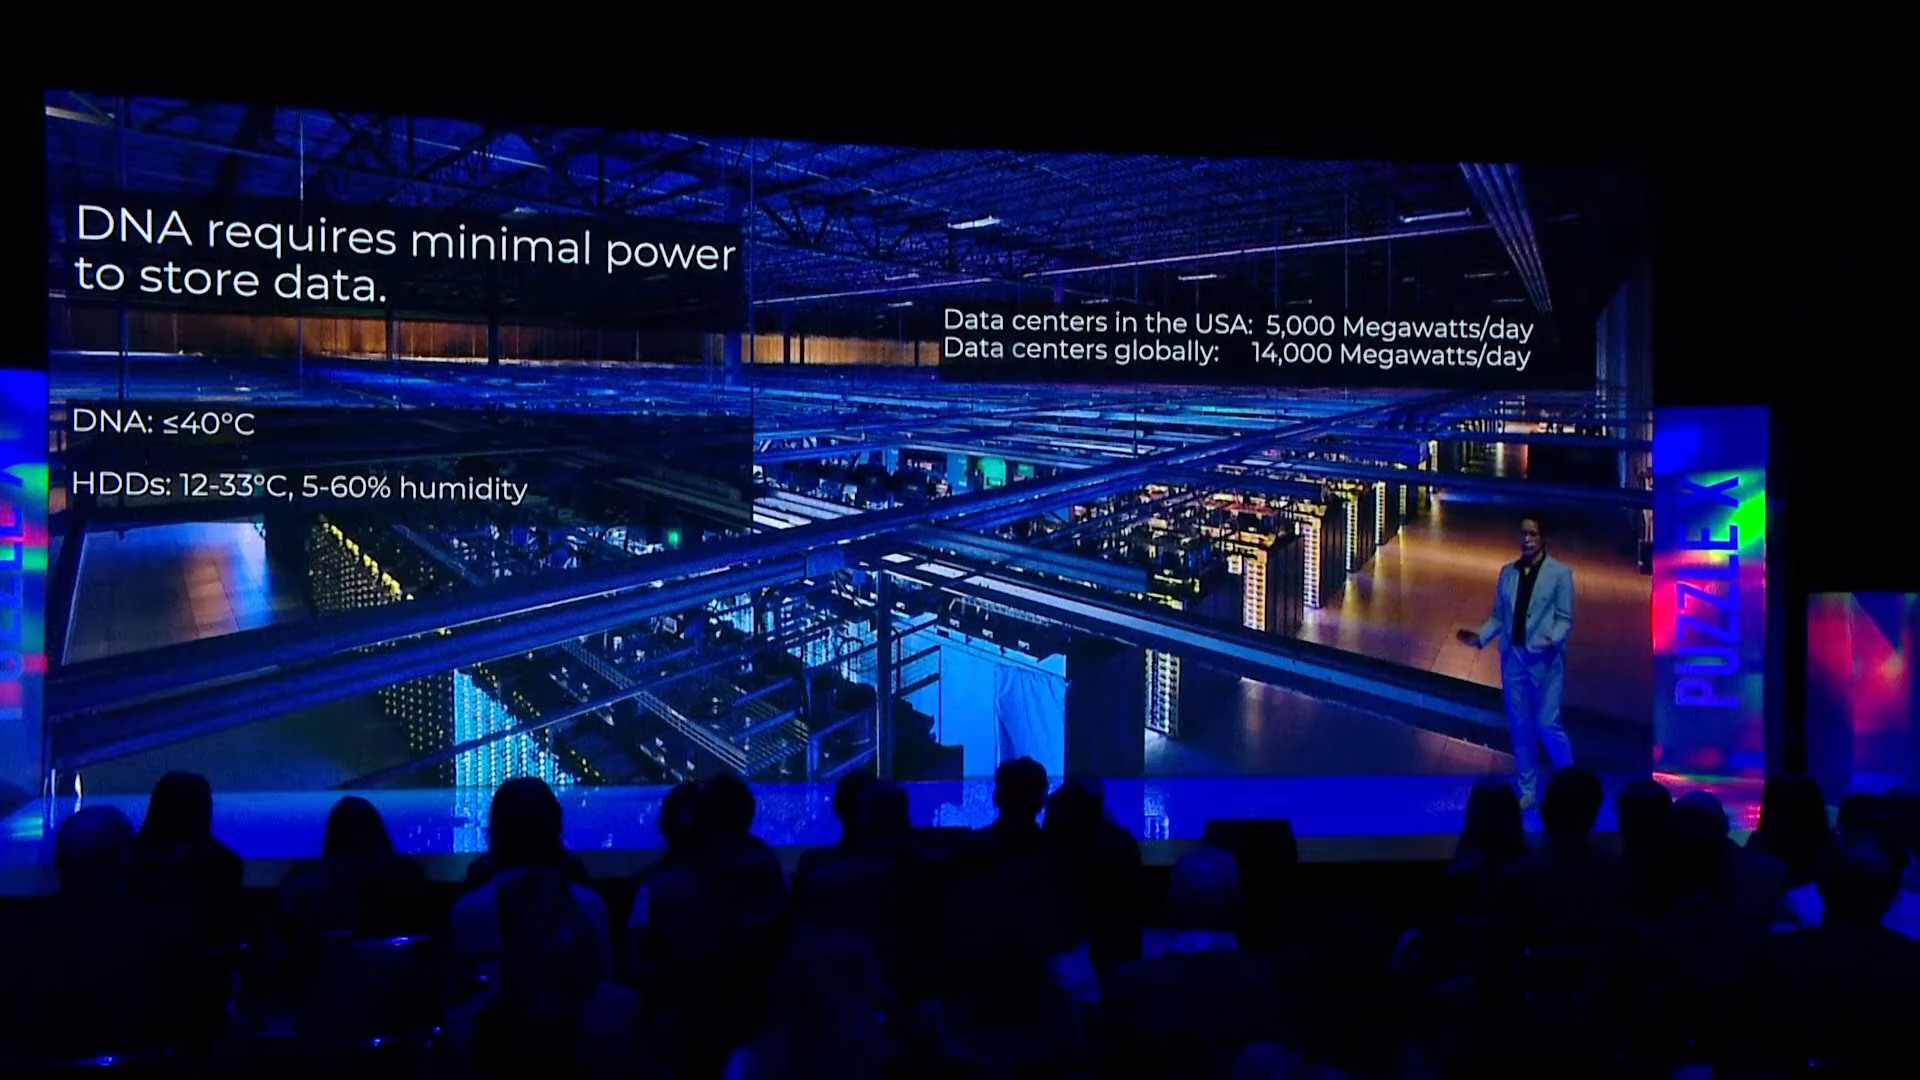 DNA requires minimal power
to store data.
Data centers in the USA: 5,000 Megawatts/day
Data centers globally: 14,000 Megawatts/day
DNA: ≤40°C
HDDs: 12-33°C, 5-60% humidity
PUZZLE X